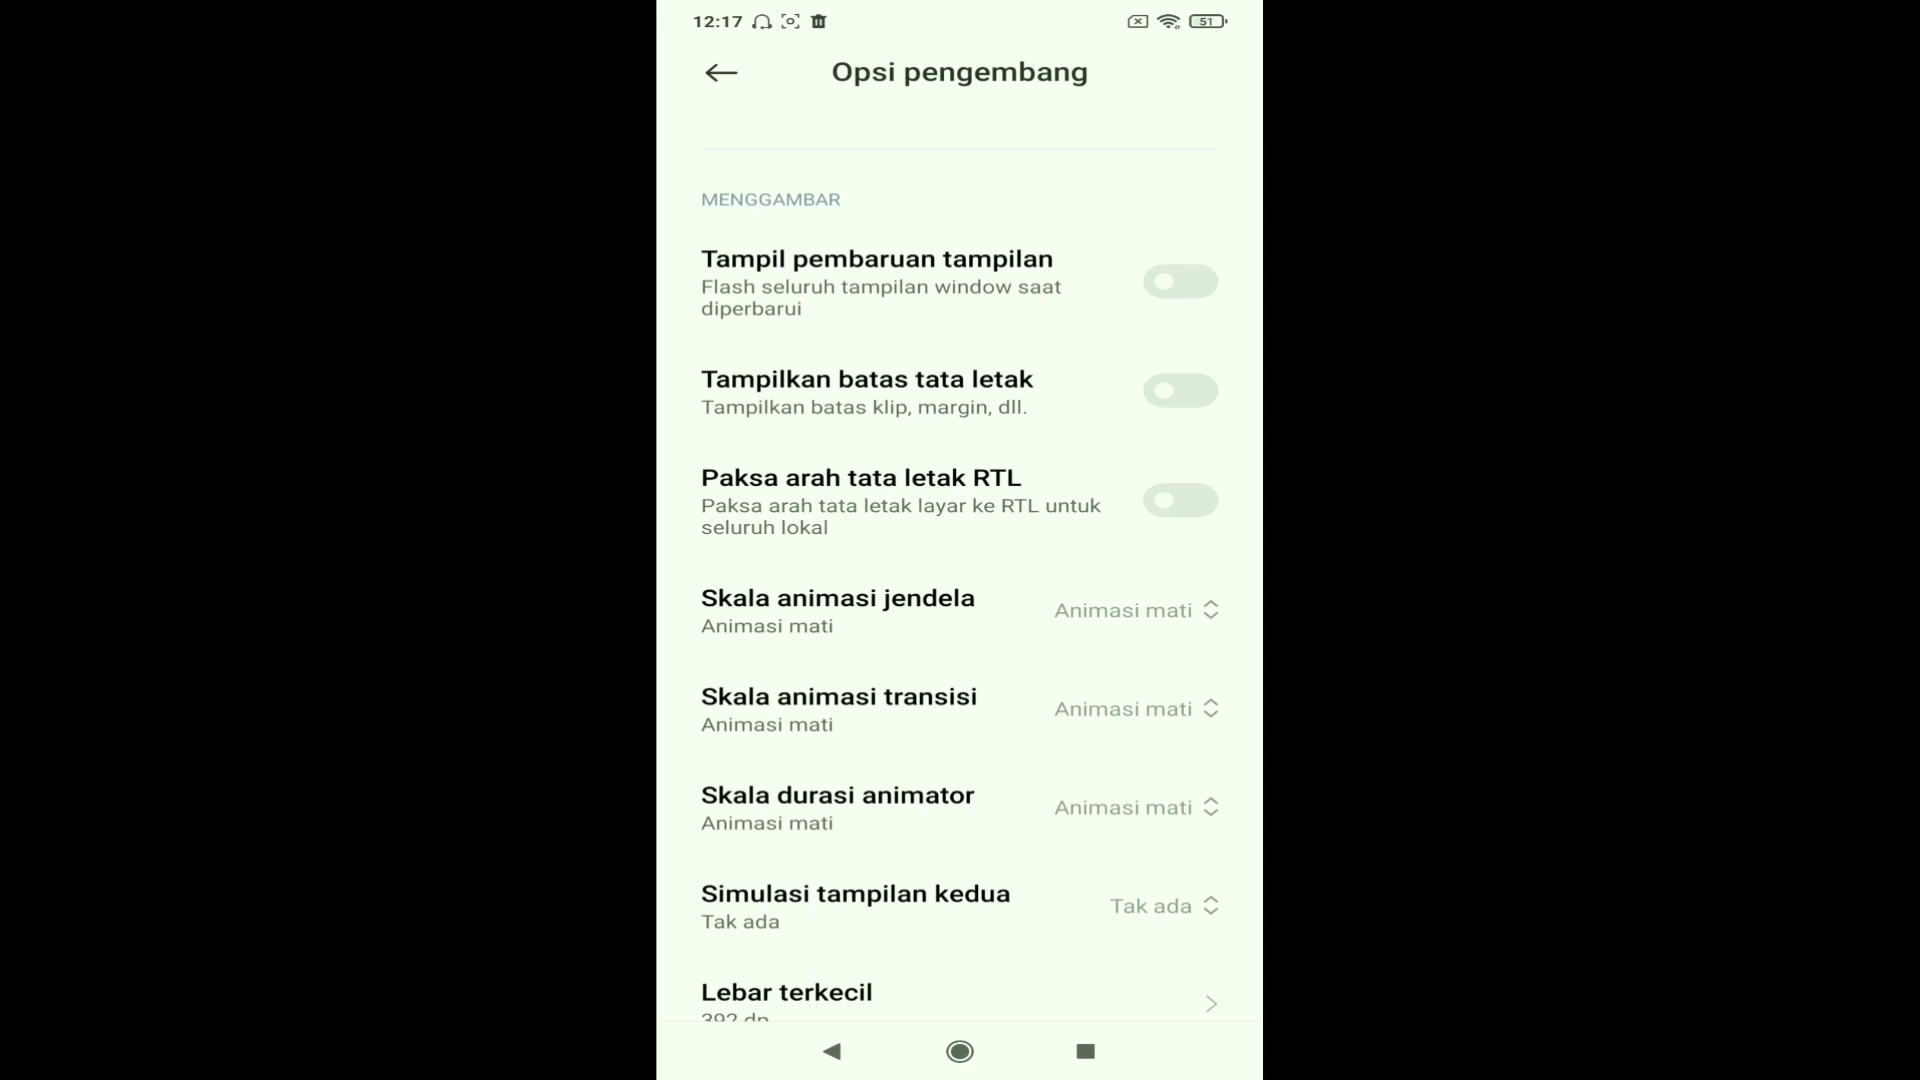 12:17
51
Opsi pengembang
MENGGAMBAR
Tampil pembaruan tampilan
Flash seluruh tampilan window saat
diperbarui
Tampilkan batas tata letak
Tampilkan batas klip, margin, dll.
Paksa arah tata letak RTL
Paksa arah tata letak layar ke RTL untuk
seluruh lokal
Skala animasi jendela
Animasi mati
Animasi mati
Skala animasi transisi
Animasi mati
Animasi mati
Skala durasi animator
Animasi mati
Animasi mati
Simulasi tampilan kedua
Tak ada
Tak ada
Lebar terkecil
392 dp